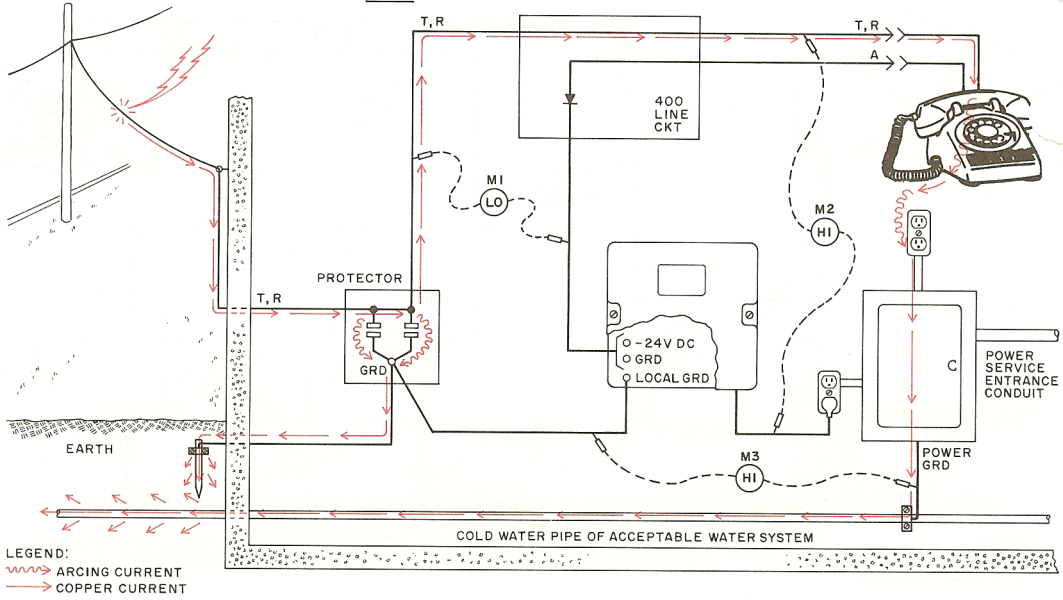 T, R
T, R
A
400
LINE
CKT
M1
LO
M2
HI
PROTECTOR
T, R
GRD
-24V DC
GRD
LOCAL GRD
POWER
SERVICE
ENTRANCE
CONDUIT
EARTH
POWER
GRD
M3
HI
COLD WATER PIPE OF ACCEPTABLE WATER SYSTEM
LEGEND:
ARCING CURRENT
COPPER CURRENT